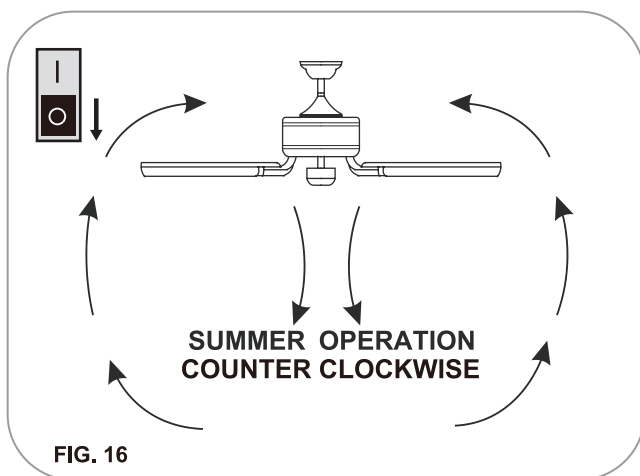 I
O
SUMMER OPERATION
COUNTER CLOCKWISE
FIG. 16